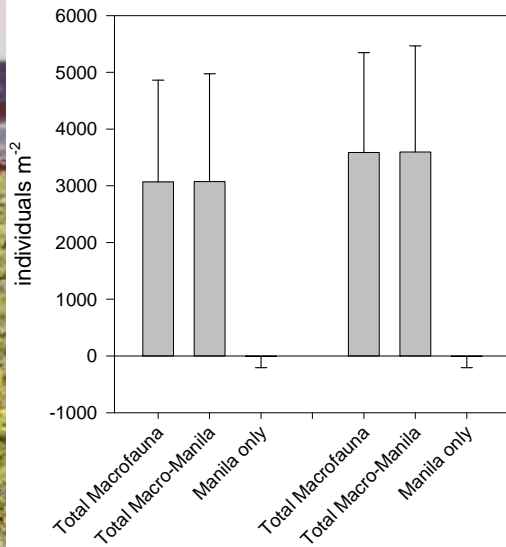 6000
5000
4000
3000
2000
1000
0
-1000
individuals m⁻²
Total Macrofauna
Total Macro-Manila
Manila only
Total Macrofauna
Total Macro-Manila
Manila only